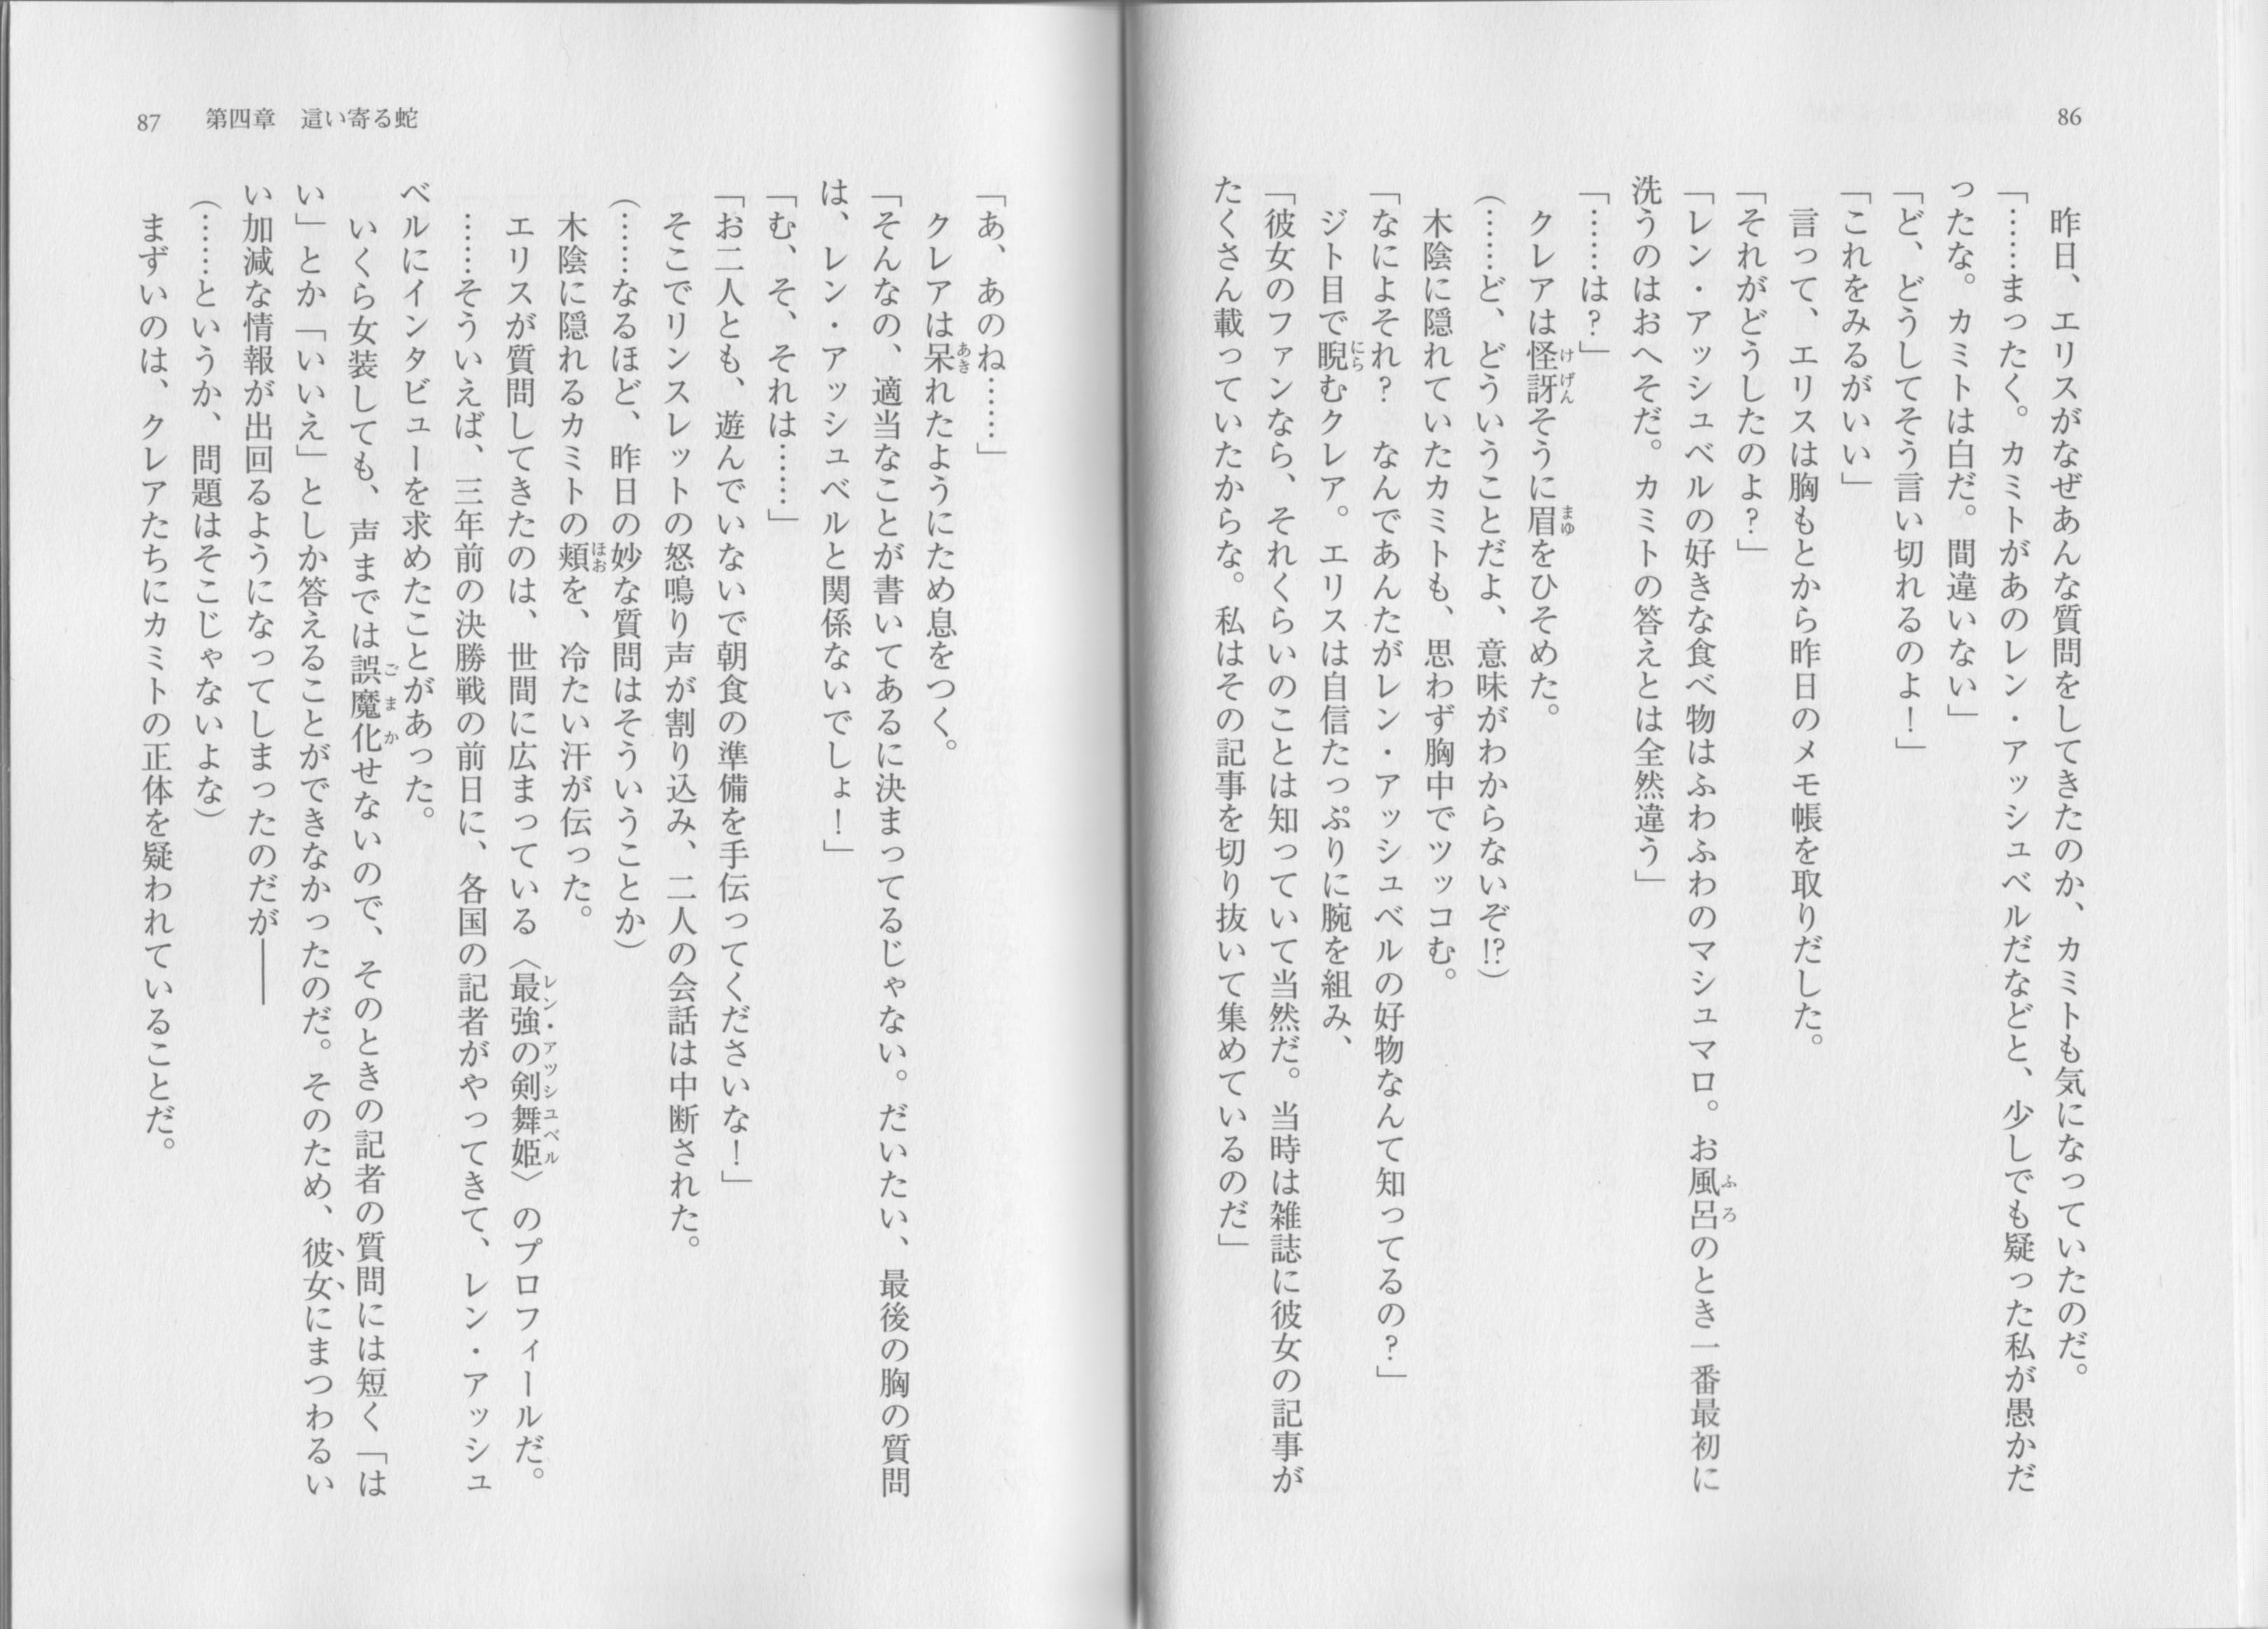 86
昨日、エリスがなぜあんな質問をしてきたのか、カミトも気になっていたのだ。
「……まったく。カミトがあのレン・アッシュベルだなどと、少しでも疑った私が愚かだ
ったな。カミトは白だ。間違いない」
「ど、どうしてそう言い切れるのよ！」
「これをみるがいい」
言って、エリスは胸もとから昨日のメモ帳を取りだした。
「それがどうしたのよ？」
「レン・アッシュベルの好きな食べ物はふわふわのマシュマロ。お風呂のとき一番最初に
洗うのはおへそだ。カミトの答えとは全然違う」
「……は？」
クレアは怪訝そうに眉をひそめた。
（……ど、どういうことだよ、意味がわからないぞ!?）
木陰に隠れていたカミトも、思わず胸中でツッコむ。
「なによそれ？　なんであんたがレン・アッシュベルの好物なんて知ってるの？」
ジト目で睨むクレア。エリスは自信たっぷりに腕を組み、
「彼女のファンなら、それくらいのことは知っていて当然だ。当時は雑誌に彼女の記事が
たくさん載っていたからな。私はその記事を切り抜いて集めているのだ」
87　第四章　這い寄る蛇
「あ、あのね……」
クレアは呆れたようにため息をつく。
「そんなの、適当なことが書いてあるに決まってるじゃない。だいたい、最後の胸の質問
は、レン・アッシュベルと関係ないでしょ！」
「む、そ、それは……」
「お二人とも、遊んでいないで朝食の準備を手伝ってくださいな！」
そこでリンスレットの怒鳴り声が割り込み、二人の会話は中断された。
（……なるほど、昨日の妙な質問はそういうことか）
木陰に隠れるカミトの頬を、冷たい汗が伝った。
エリスが質問してきたのは、世間に広まっている〈最強の剣舞姫〉のプロフィールだ。
……そういえば、三年前の決勝戦の前日に、各国の記者がやってきて、レン・アッシュ
ベルにインタビューを求めたことがあった。
いくら女装しても、声までは誤魔化せないので、そのときの記者の質問には短く「は
い」とか「いいえ」としか答えることができなかったのだ。そのため、彼女にまつわるい
い加減な情報が出回るようになってしまったのだが――
（……というか、問題はそこじゃないよな）
まずいのは、クレアたちにカミトの正体を疑われていることだ。